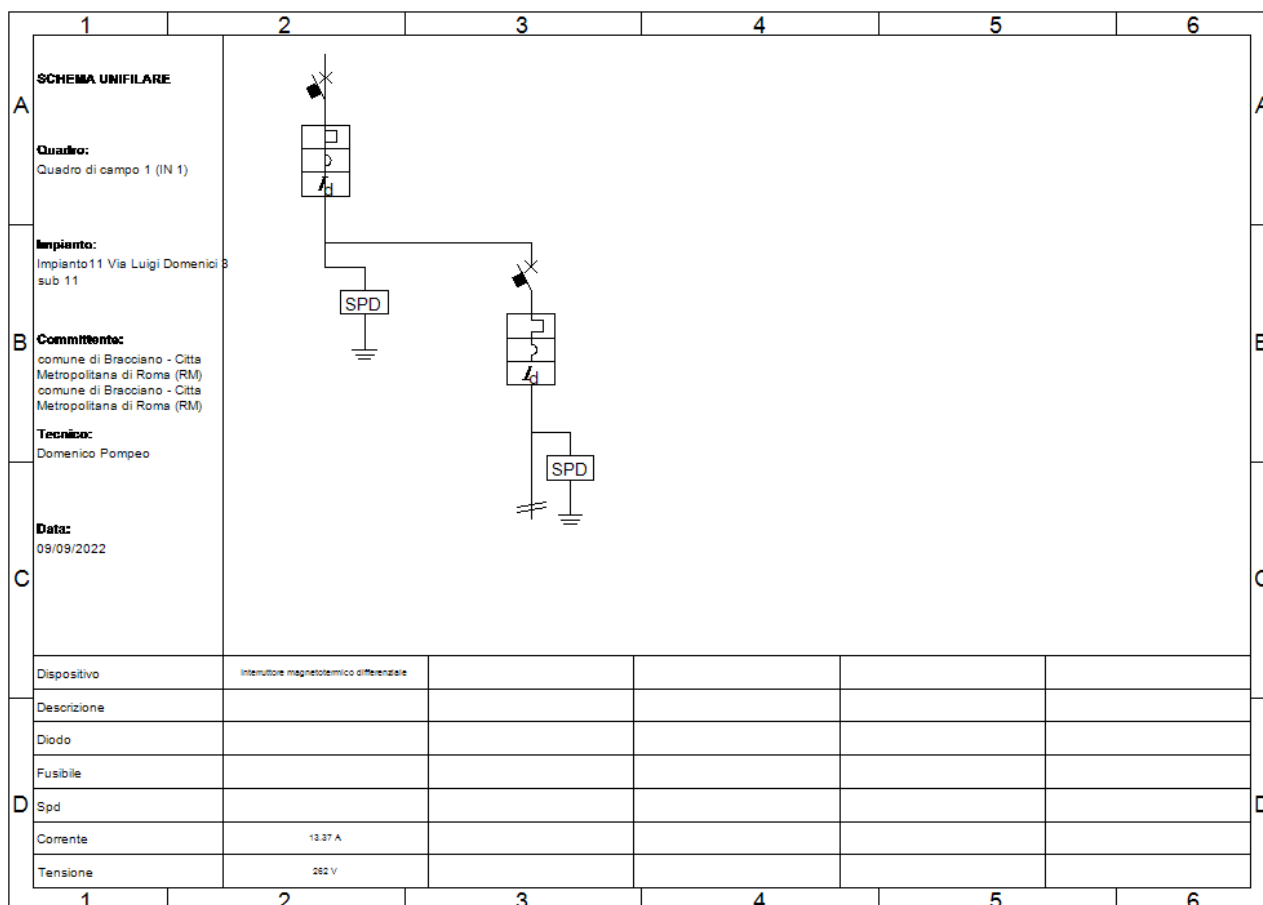 1 2 3 4 5 6
A A
SCHEMA UNIFILARE
Quadro:
Quadro di campo 1 (IN 1)
Id
Impianto:
Impianto11 Via Luigi Domenici 8
sub 11
SPD
B B
Committente:
comune di Bracciano - Citta
Metropolitana di Roma (RM)
comune di Bracciano - Citta
Metropolitana di Roma (RM)
Id
Tecnico:
Domenico Pompeo
SPD
Data:
09/09/2022
C C
Dispositivo Interruttore magnetotermico differenziale
Descrizione
Diodo
Fusibile
D Spd D
Corrente 13.37 A
Tensione 262 V
1 2 3 4 5 6